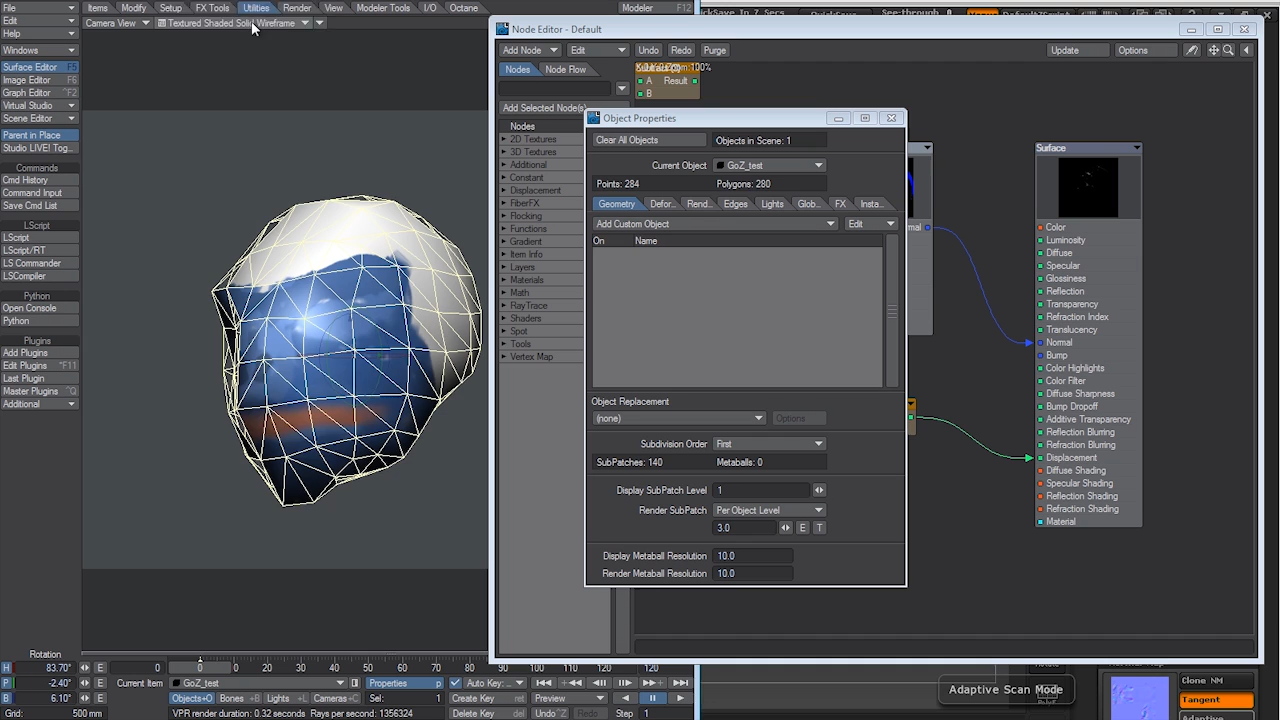 File
Edit
Help
Windows
Surface Editor F5
Image Editor F6
Graph Editor ^F2
Virtual Studio
Scene Editor
Parent in Place
Studio LIVE! Tog...
Commands
Cmd History
Command Input
Save Cmd List
LScript
LScript
LScript/RT
LS Commander
LSCompiler
Python
Open Console
Python
Plugins
Add Plugins
Edit Plugins ^F11
Last Plugin
Master Plugins ^Q
Additional
Items Modify Setup FX Tools Utilities Render View Modeler Tools I/O Octane Modeler F12
Camera View Textured Shaded Solid Wireframe
Node Editor - Default
Add Node Edit Undo Redo Purge Update Options
Nodes Node Flow
Add Selected Node(s)
Nodes
2D Textures
3D Textures
Additional
Constant
Displacement
FiberFX
Flocking
Functions
Gradient
Item Info
Layers
Materials
Math
RayTrace
Shaders
Spot
Tools
Vertex Map
A Result
B
Object Properties
Clear All Objects Objects in Scene: 1
Current Object GoZ_test
Points: 284 Polygons: 280
Geometry Defor... Rend... Edges Lights Glob... FX Insta...
Add Custom Object Edit
On Name
Object Replacement
(none) Options
Subdivision Order First
SubPatches: 140 Metaballs: 0
Display SubPatch Level 1
Render SubPatch Per Object Level
3.0 E T
Display Metaball Resolution 10.0
Render Metaball Resolution 10.0
Surface
Color
Luminosity
Diffuse
Specular
Glossiness
Reflection
Transparency
Refraction Index
Translucency
Normal
Bump
Color Highlights
Color Filter
Diffuse Sharpness
Bump Dropoff
Additive Transparency
Reflection Blurring
Refraction Blurring
Displacement
Diffuse Shading
Specular Shading
Reflection Shading
Refraction Shading
Material
Adaptive Scan Mode
Clone NM
Tangent
Adaptive
Rotation
H 83.70° E
P -2.40° E
B 6.10° E
Grid: 500 mm
0 0 10 20 30 40 50 60 70 80 90 100 110 120 120
Current Item GoZ_test Properties p Auto Key: ...
Objects+O Bones +B Lights +L Cameras+C Sel: 1 Create Key ret Preview
VPR render duration: 0.32 seconds Rays per second: 1356324 Delete Key del Undo ^Z Redo Step 1